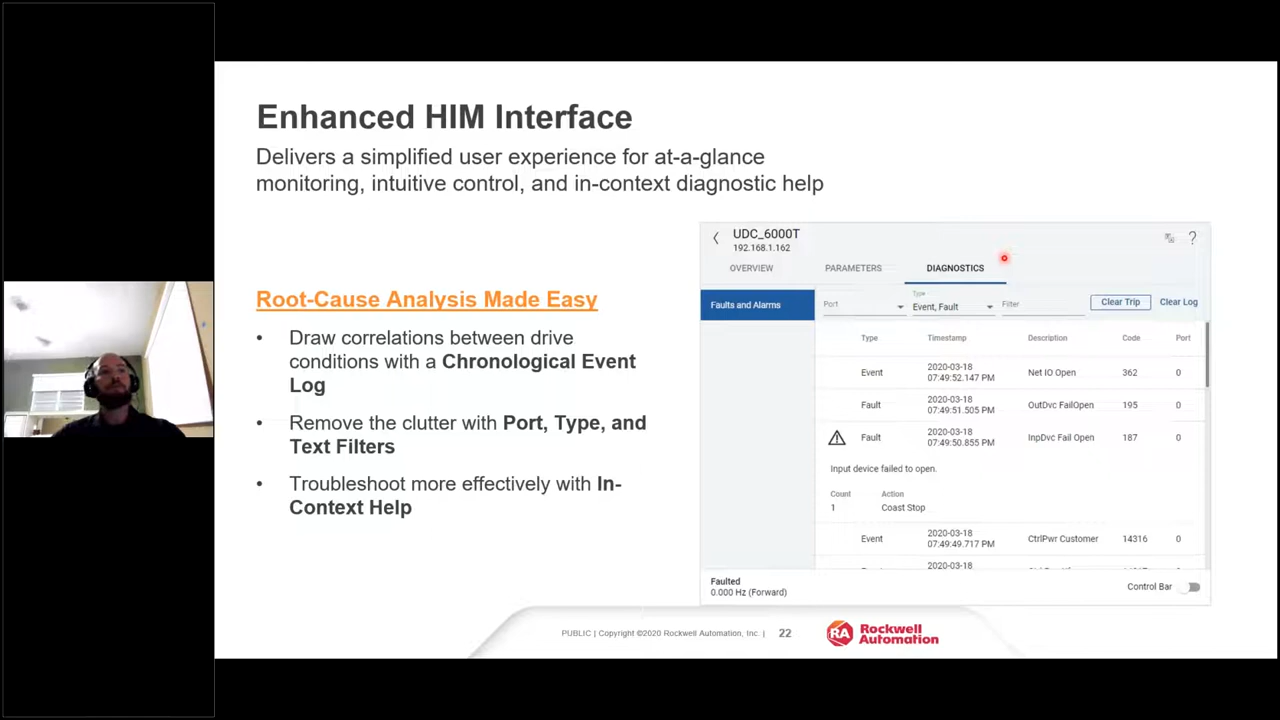 Enhanced HIM Interface
Delivers a simplified user experience for at-a-glance
monitoring, intuitive control, and in-context diagnostic help
Root-Cause Analysis Made Easy
• Draw correlations between drive
conditions with a Chronological Event
Log
• Remove the clutter with Port, Type, and
Text Filters
• Troubleshoot more effectively with In-
Context Help
UDC_6000T
192.168.1.162
?
OVERVIEW PARAMETERS DIAGNOSTICS
Faults and Alarms
Port
Type
Event, Fault
Filter
Clear Trip
Clear Log
Type Timestamp Description Code Port
Event 2020-03-18 07:49:52.147 PM Net IO Open 362 0
Fault 2020-03-18 07:49:51.505 PM OutDvc FailOpen 195 0
Fault 2020-03-18 07:49:50.855 PM InpDvc Fail Open 187 0
Input device failed to open.
Count Action
1 Coast Stop
Event 2020-03-18 07:49:49.717 PM CtrlPwr Customer 14316 0
2020-03-18
Faulted
0.000 Hz (Forward)
Control Bar
PUBLIC | Copyright ©2020 Rockwell Automation, Inc. | 22
RA Rockwell
Automation